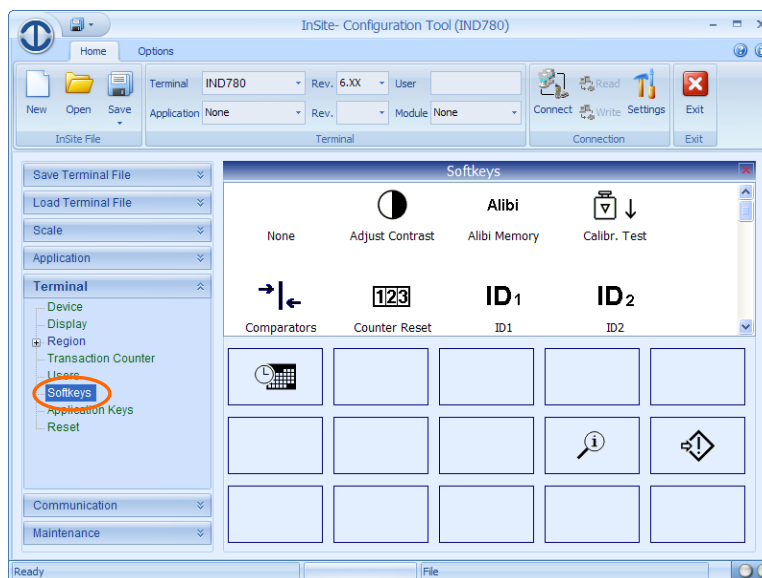 InSite- Configuration Tool (IND780)
Home Options
Terminal IND780 Rev. 6.XX User
New Open Save
Application None Rev. Module None
Connect Read Write Settings Exit
InSite File Terminal Connection Exit
Save Terminal File
Load Terminal File
Scale
Application
Terminal
Device
Display
Region
Transaction Counter
Users
Softkeys
Application Keys
Reset
Communication
Maintenance
Softkeys
Alibi
None Adjust Contrast Alibi Memory Calibr. Test
123 ID1 ID2
Comparators Counter Reset ID1 ID2
i
Ready File